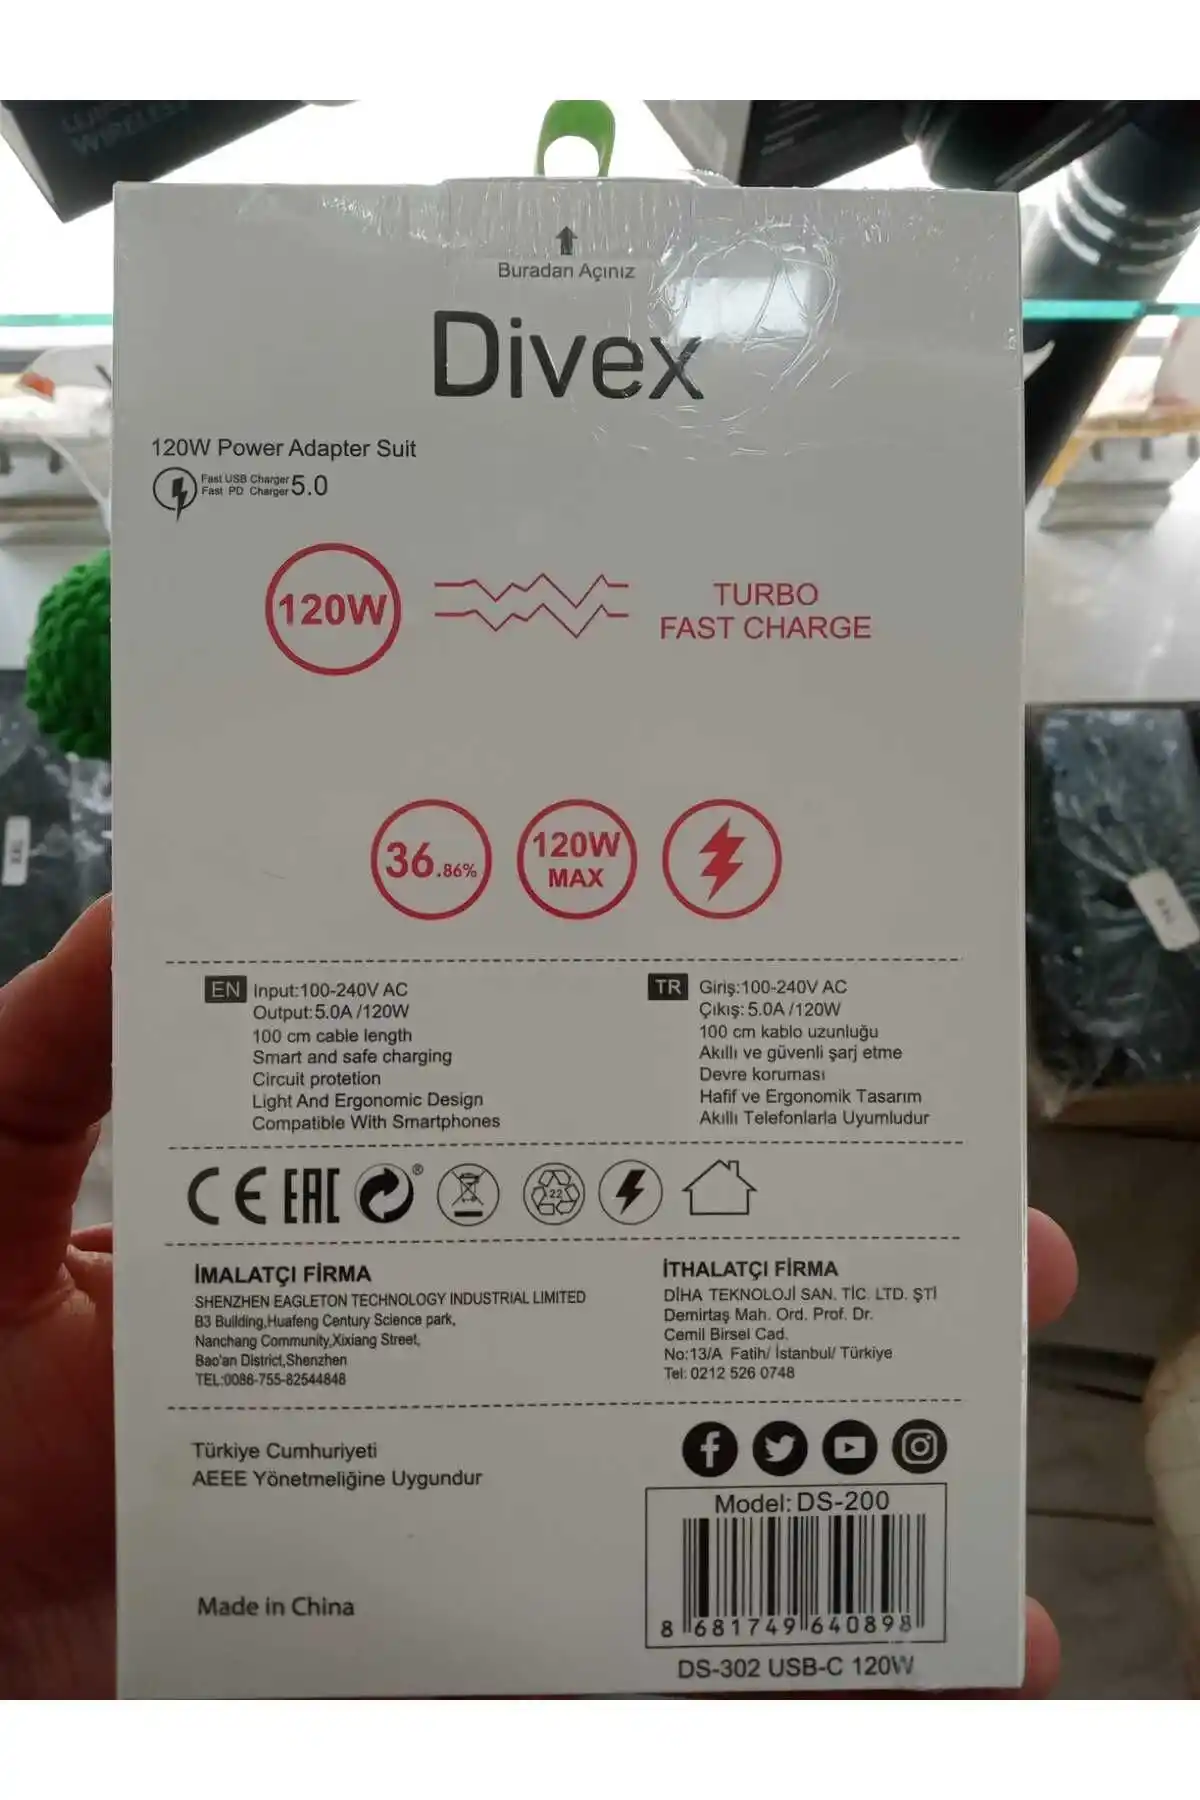 WIRELESS
Buradan Açınız
Divex
120W Power Adapter Suit
Fast USB Charger
Fast PD Charger 5.0
120W
TURBO
FAST CHARGE
36.86%
120W
MAX
EN
Input:100-240V AC
Output:5.0A /120W
100 cm cable length
Smart and safe charging
Circuit protetion
Light And Ergonomic Design
Compatible With Smartphones
TR
Giriş:100-240V AC
Çıkış:5.0A /120W
100 cm kablo uzunluğu
Akıllı ve güvenli şarj etme
Devre koruması
Hafif ve Ergonomik Tasarım
Akıllı Telefonlarla Uyumludur
CE EAC ®
22
İMALATÇI FİRMA
SHENZHEN EAGLETON TECHNOLOGY INDUSTRIAL LIMITED
B3 Building,Huafeng Century Science park,
Nanchang Community,Xixiang Street,
Bao'an District,Shenzhen
TEL:0086-755-82544848
İTHALATÇI FİRMA
DİHA TEKNOLOJİ SAN. TİC. LTD. ŞTİ
Demirtaş Mah. Ord. Prof. Dr.
Cemil Birsel Cad.
No:13/A Fatih/ İstanbul/ Türkiye
Tel: 0212 526 0748
Türkiye Cumhuriyeti
AEEE Yönetmeliğine Uygundur
Made in China
Model: DS-200
8 681749 640898
DS-302 USB-C 120W